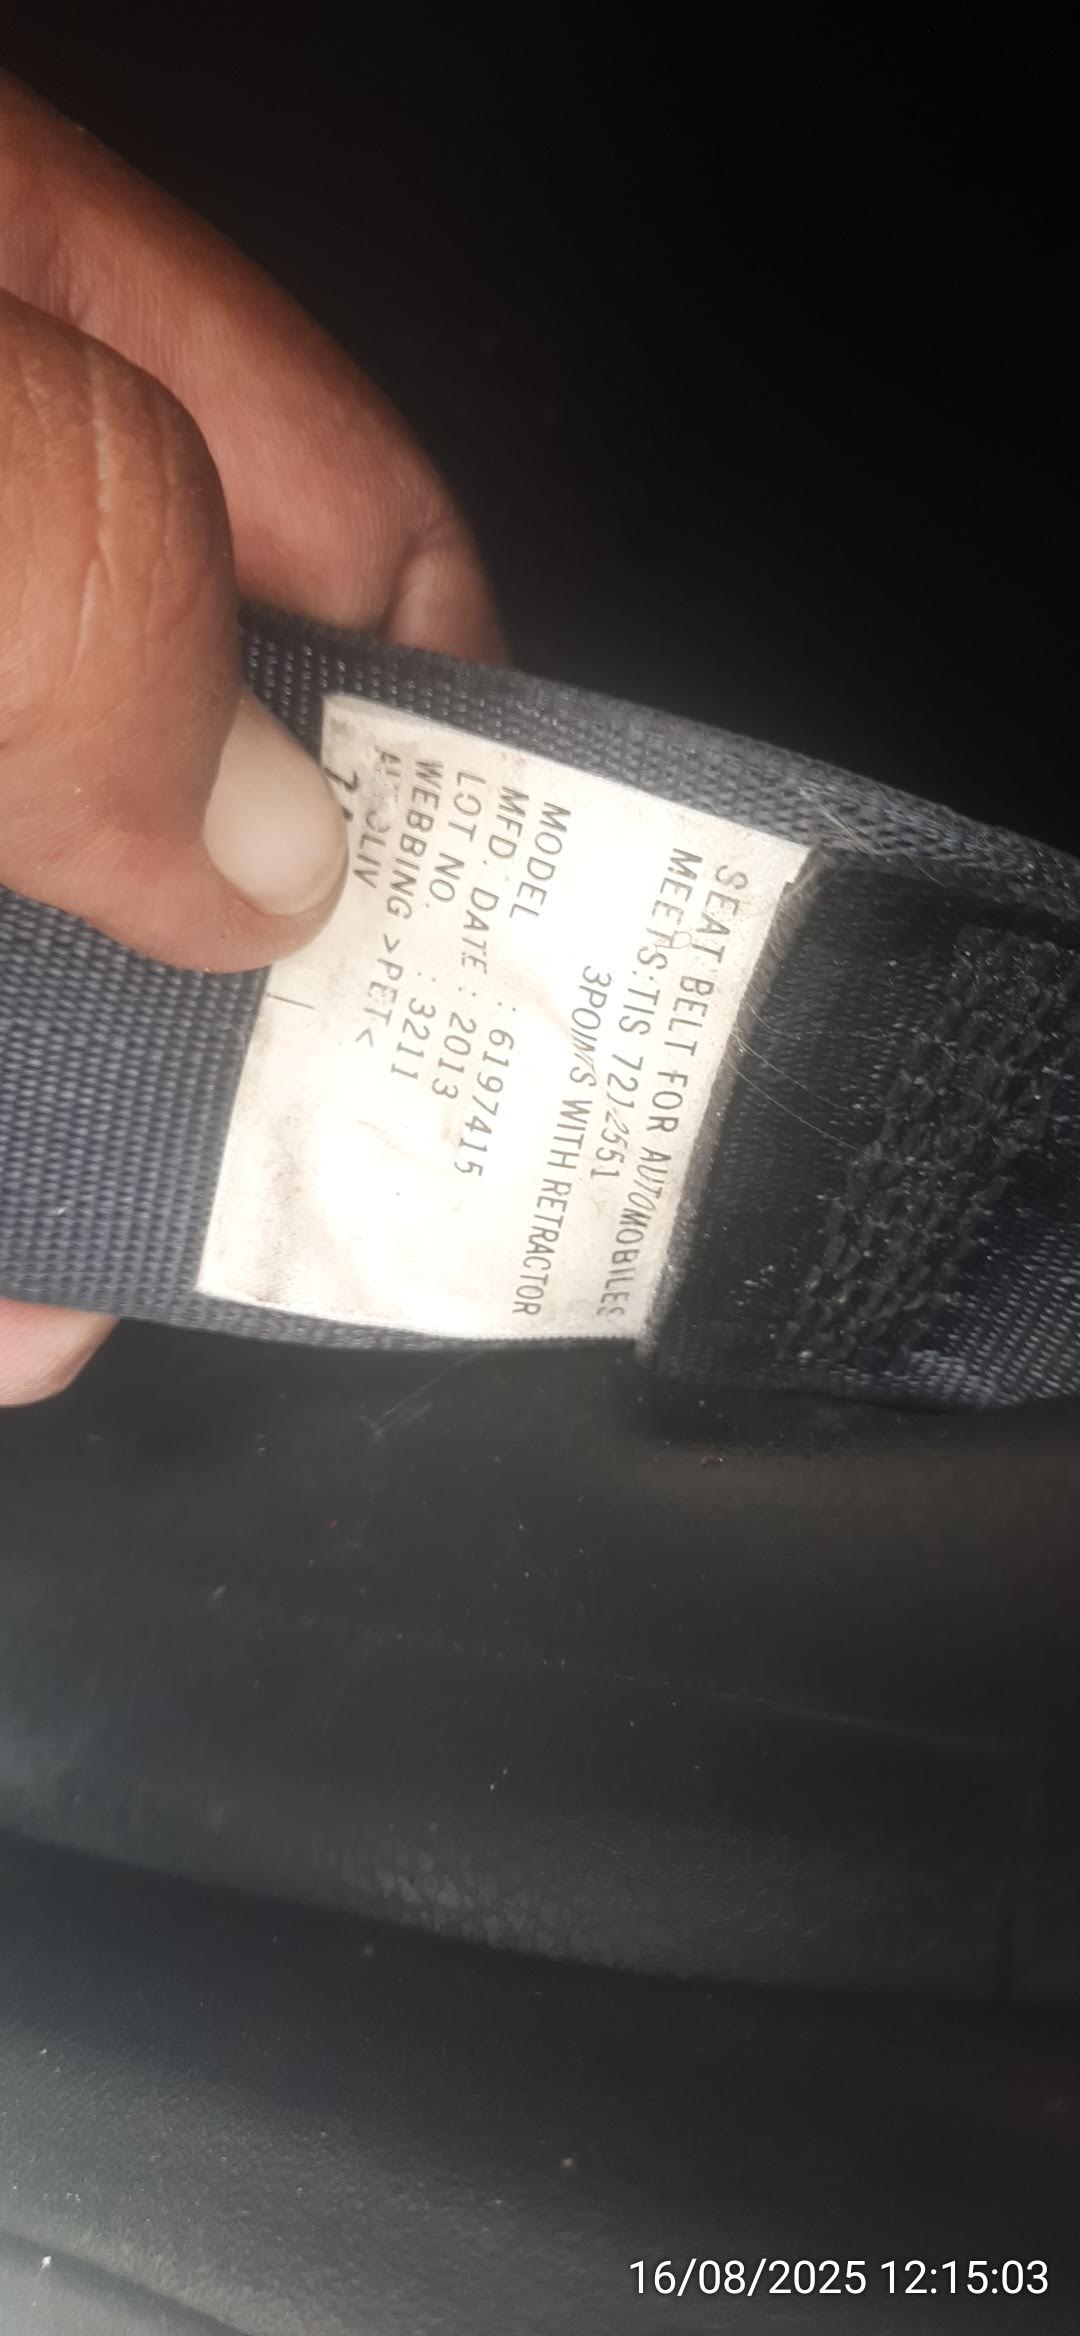 SEAT BELT FOR AUTOMOBILES
MEETS:TIS 721-2551
3POINTS WITH RETRACTOR
MODEL : 6197415
MFD. DATE : 2013
LOT NO. : 3211
WEBBING >PET<
AUTOLIV
16/08/2025 12:15:03